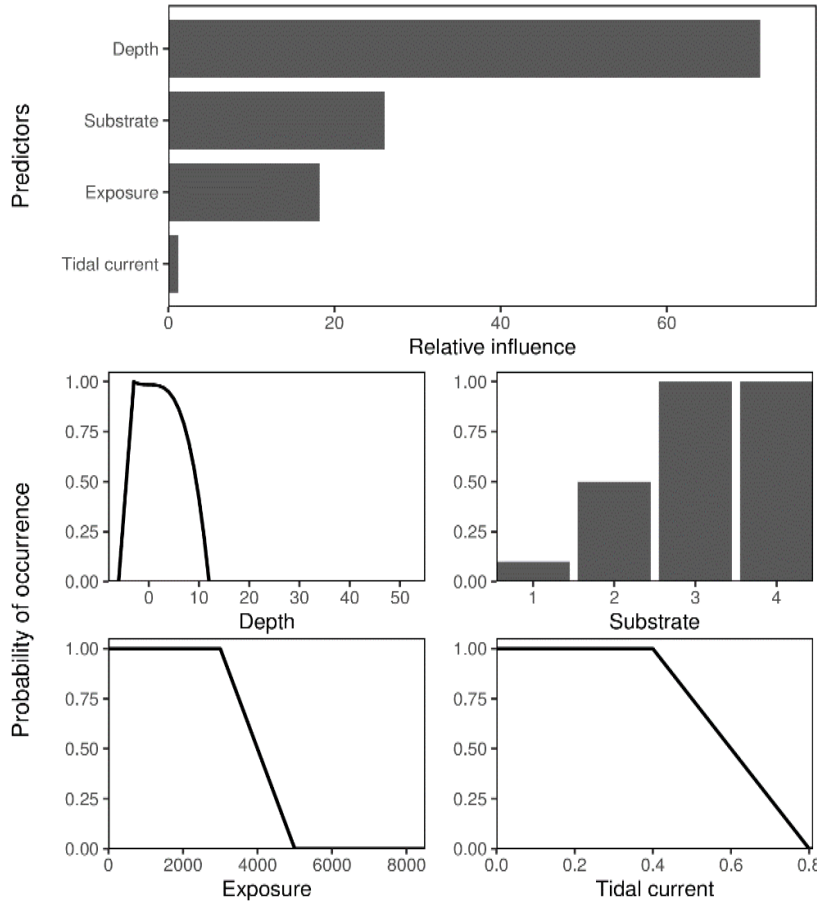 Predictors
Depth
Substrate
Exposure
Tidal current
0 20 40 60
Relative influence
Probability of occurrence
1.00
0.75
0.50
0.25
0.00
0 10 20 30 40 50
Depth
1.00
0.75
0.50
0.25
0.00
1 2 3 4
Substrate
1.00
0.75
0.50
0.25
0.00
0 2000 4000 6000 8000
Exposure
1.00
0.75
0.50
0.25
0.00
0.0 0.2 0.4 0.6 0.8
Tidal current